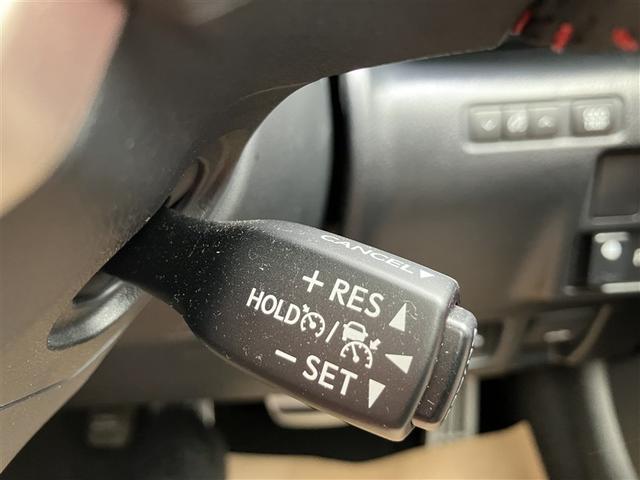 CANCEL▼
+ RES ▲
HOLD / ◀
− SET ▼